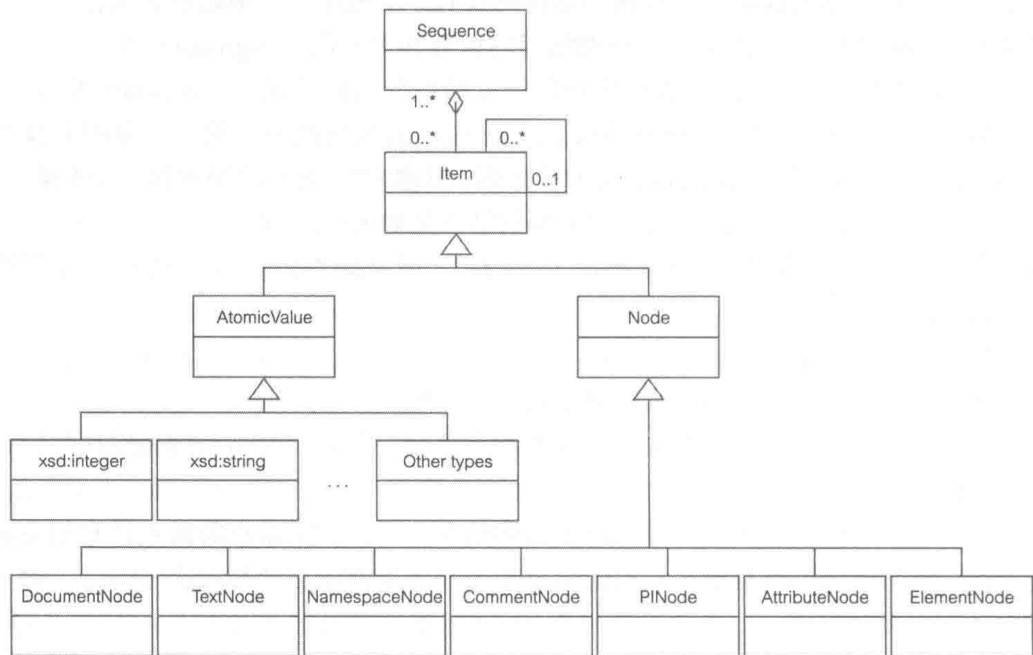 Sequence
1..*
0..* 0..*
Item
0..1
AtomicValue Node
xsd:integer xsd:string ... Other types
DocumentNode TextNode NamespaceNode CommentNode PINode AttributeNode ElementNode